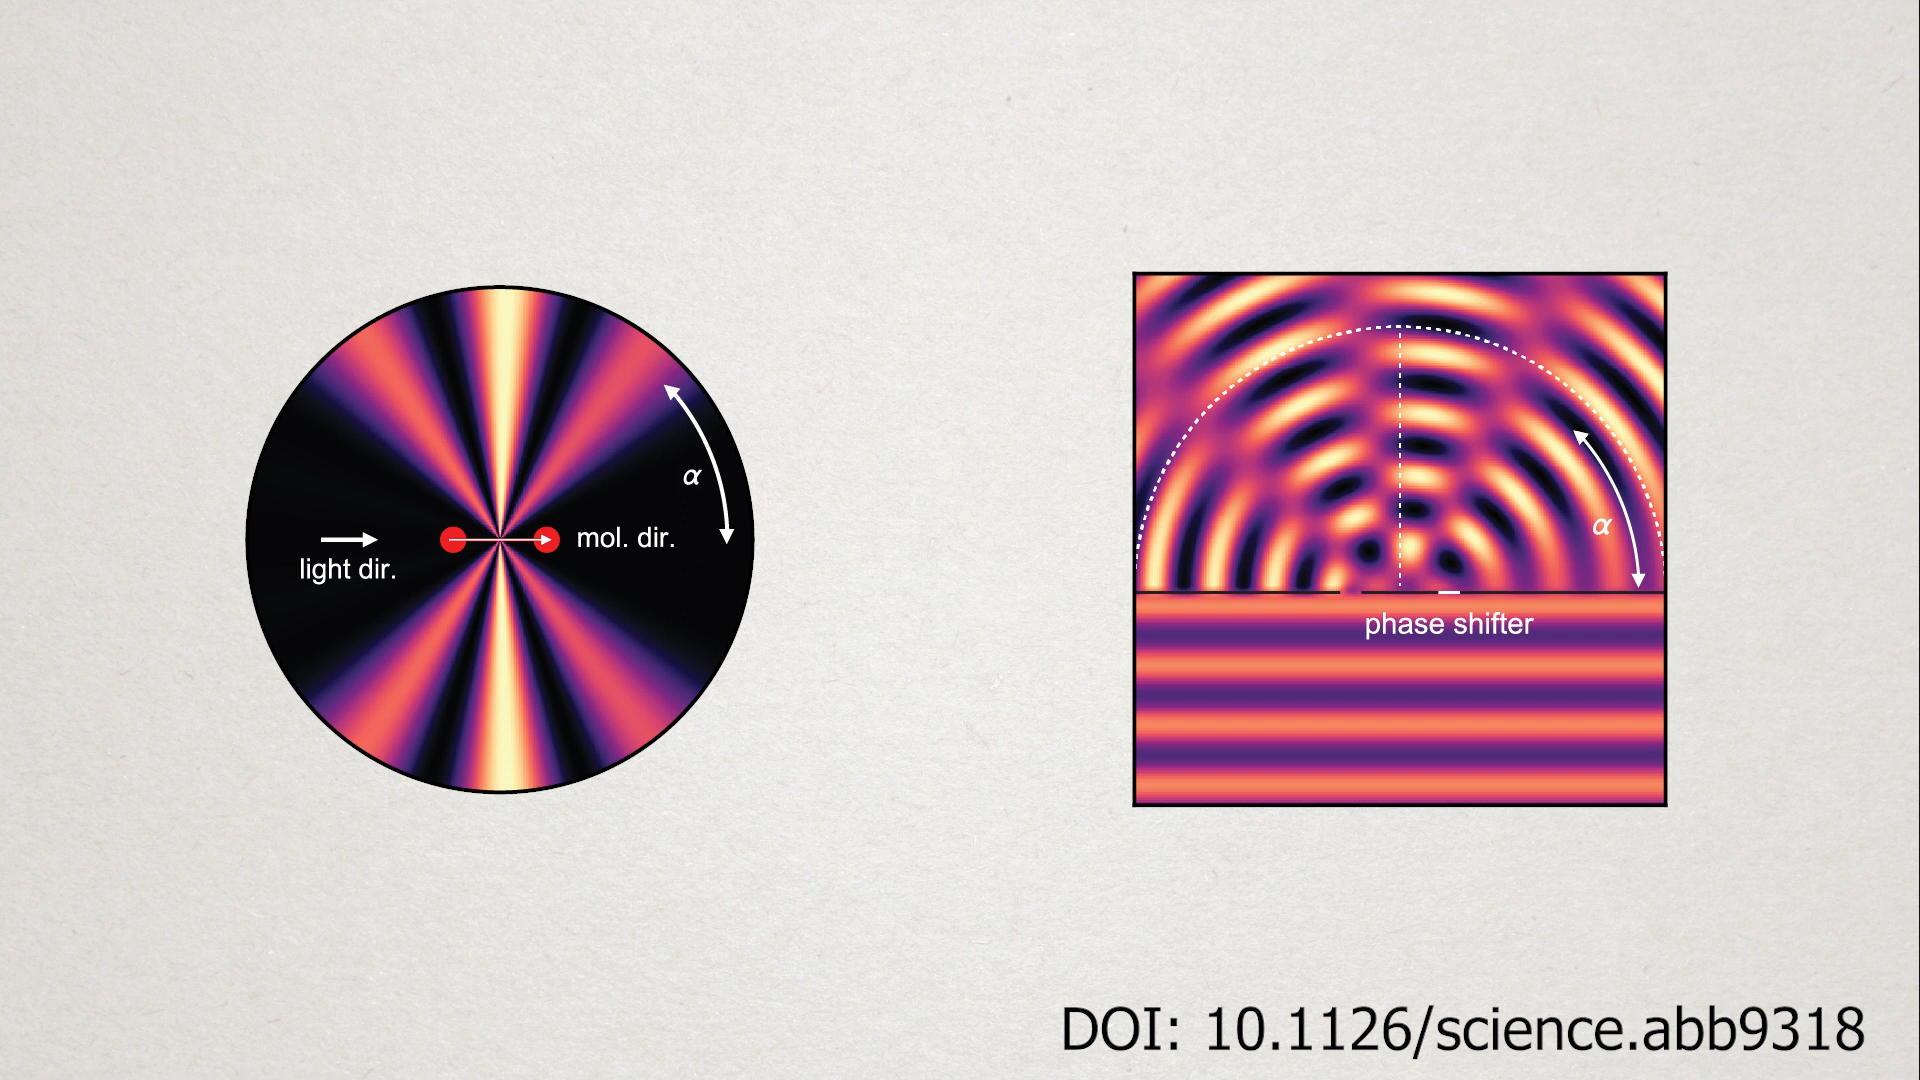 α
light dir.
mol. dir.
α
phase shifter
DOI: 10.1126/science.abb9318